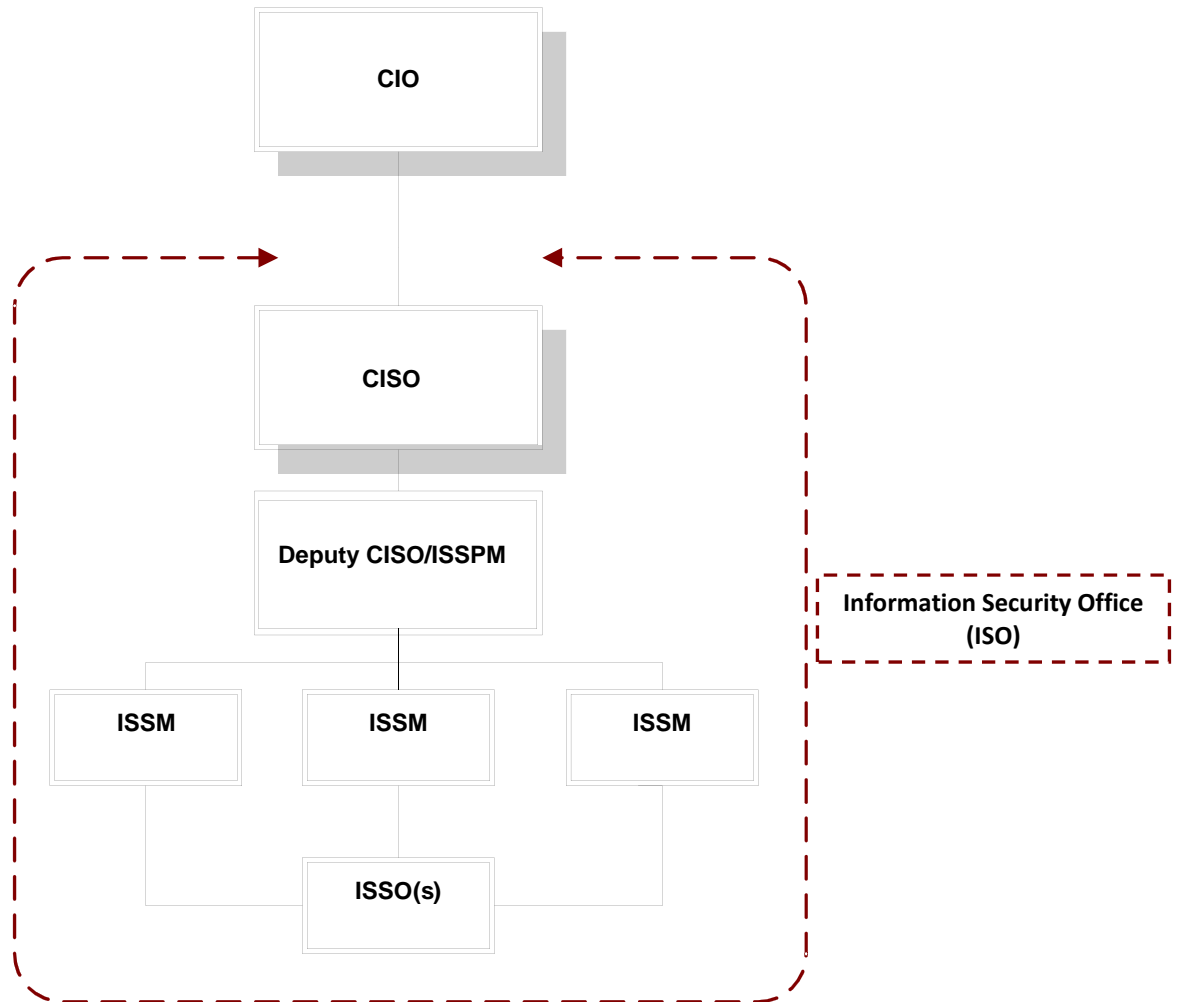 CIO
CISO
Deputy CISO/ISSPM
Information Security Office
(ISO)
ISSM
ISSM
ISSM
ISSO(s)